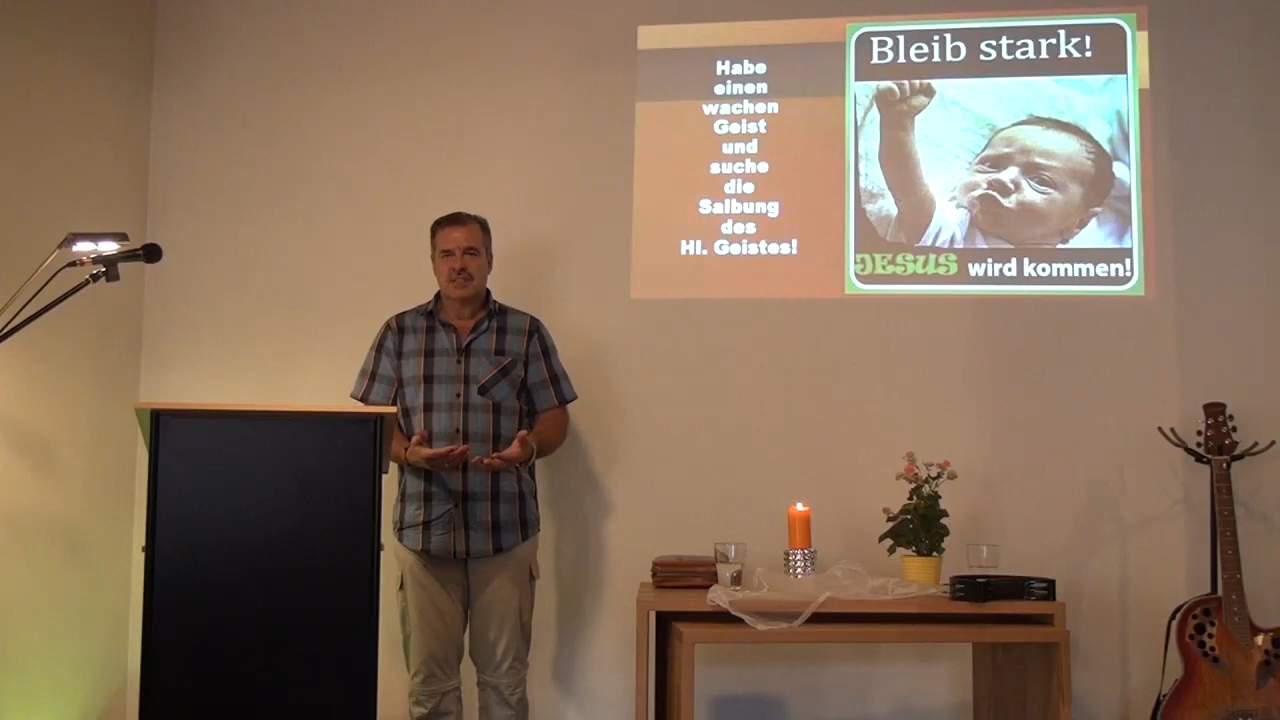 Habe
einen
wachen
Geist
und
suche
die
Salbung
des
Hl. Geistes!
Bleib stark!
JESUS wird kommen!